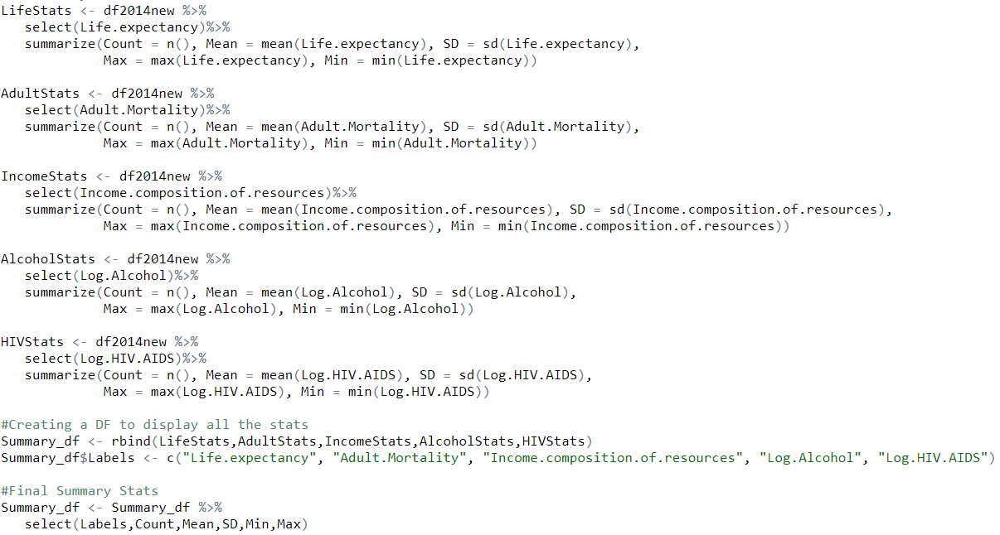 LifeStats <- df2014new %>%
   select(Life.expectancy)%>%
   summarize(Count = n(), Mean = mean(Life.expectancy), SD = sd(Life.expectancy),
             Max = max(Life.expectancy), Min = min(Life.expectancy))

AdultStats <- df2014new %>%
   select(Adult.Mortality)%>%
   summarize(Count = n(), Mean = mean(Adult.Mortality), SD = sd(Adult.Mortality),
             Max = max(Adult.Mortality), Min = min(Adult.Mortality))

IncomeStats <- df2014new %>%
   select(Income.composition.of.resources)%>%
   summarize(Count = n(), Mean = mean(Income.composition.of.resources), SD = sd(Income.composition.of.resources),
             Max = max(Income.composition.of.resources), Min = min(Income.composition.of.resources))

AlcoholStats <- df2014new %>%
   select(Log.Alcohol)%>%
   summarize(Count = n(), Mean = mean(Log.Alcohol), SD = sd(Log.Alcohol),
             Max = max(Log.Alcohol), Min = min(Log.Alcohol))

HIVStats <- df2014new %>%
   select(Log.HIV.AIDS)%>%
   summarize(Count = n(), Mean = mean(Log.HIV.AIDS), SD = sd(Log.HIV.AIDS),
             Max = max(Log.HIV.AIDS), Min = min(Log.HIV.AIDS))

#Creating a DF to display all the stats
Summary_df <- rbind(LifeStats,AdultStats,IncomeStats,AlcoholStats,HIVStats)
Summary_df$Labels <- c("Life.expectancy", "Adult.Mortality", "Income.composition.of.resources", "Log.Alcohol", "Log.HIV.AIDS")

#Final Summary Stats
Summary_df <- Summary_df %>%
   select(Labels,Count,Mean,SD,Min,Max)